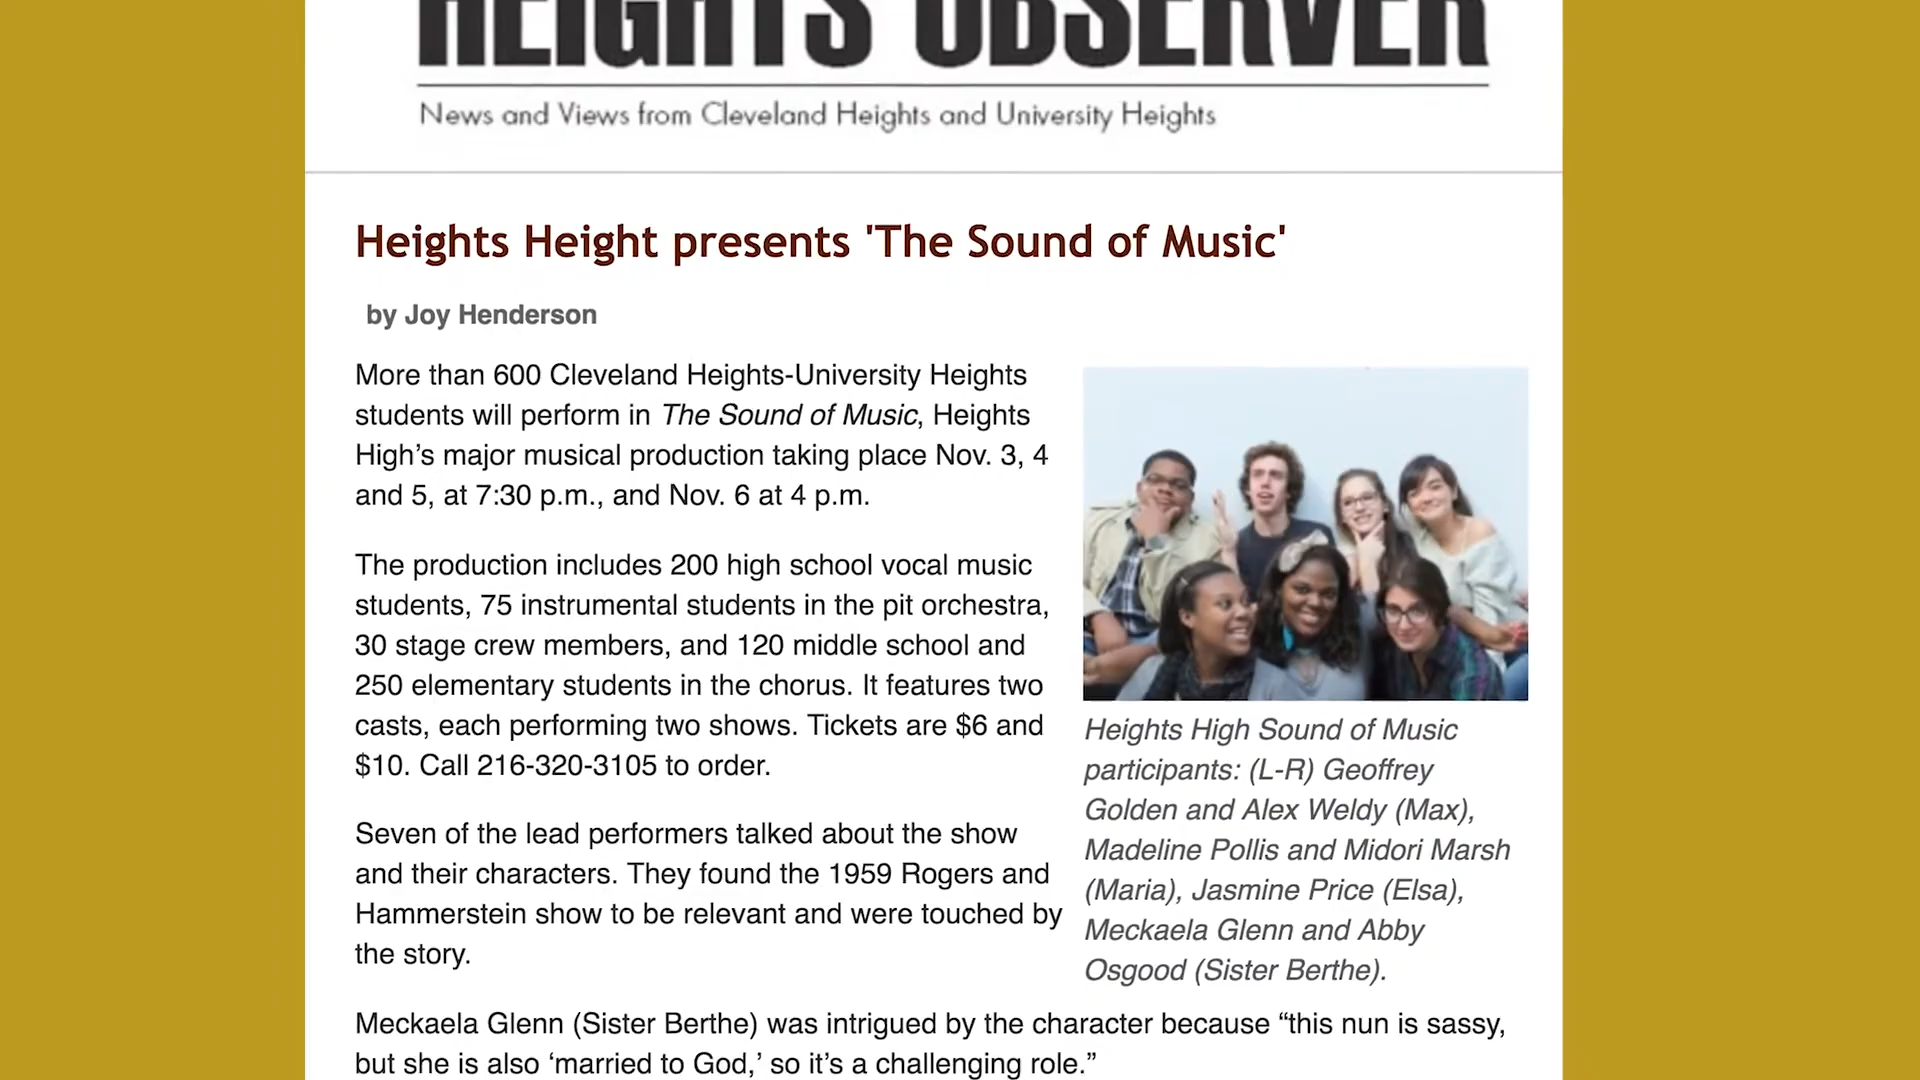 HEIGHTS OBSERVER
News and Views from Cleveland Heights and University Heights
Heights Height presents 'The Sound of Music'
by Joy Henderson
More than 600 Cleveland Heights-University Heights
students will perform in The Sound of Music, Heights
High’s major musical production taking place Nov. 3, 4
and 5, at 7:30 p.m., and Nov. 6 at 4 p.m.
The production includes 200 high school vocal music
students, 75 instrumental students in the pit orchestra,
30 stage crew members, and 120 middle school and
250 elementary students in the chorus. It features two
casts, each performing two shows. Tickets are $6 and
$10. Call 216-320-3105 to order.
Seven of the lead performers talked about the show
and their characters. They found the 1959 Rogers and
Hammerstein show to be relevant and were touched by
the story.
Heights High Sound of Music
participants: (L-R) Geoffrey
Golden and Alex Weldy (Max),
Madeline Pollis and Midori Marsh
(Maria), Jasmine Price (Elsa),
Meckaela Glenn and Abby
Osgood (Sister Berthe).
Meckaela Glenn (Sister Berthe) was intrigued by the character because “this nun is sassy,
but she is also ‘married to God,’ so it’s a challenging role.”